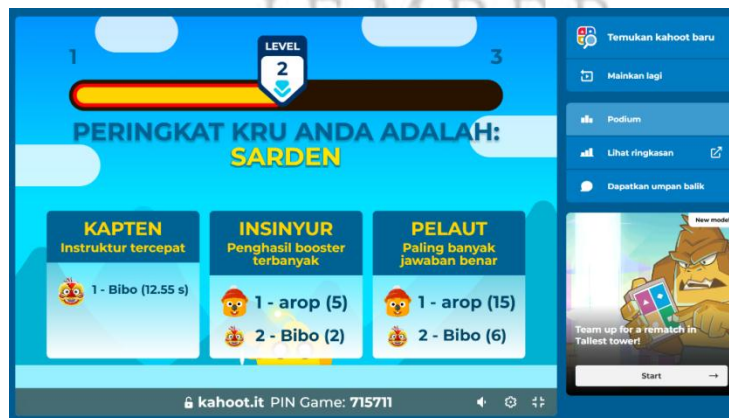 J E M B E R
1
LEVEL
2
3
PERINGKAT KRU ANDA ADALAH:
SARDEN
KAPTEN
Instruktur tercepat
1 - Bibo (12.55 s)
INSINYUR
Penghasil booster
terbanyak
1 - arop (5)
2 - Bibo (2)
PELAUT
Paling banyak
jawaban benar
1 - arop (15)
2 - Bibo (6)
kahoot.it PIN Game: 715711
Temukan kahoot baru
Mainkan lagi
Podium
Lihat ringkasan
Dapatkan umpan balik
New mode!
Team up for a rematch in
Tallest tower!
Start